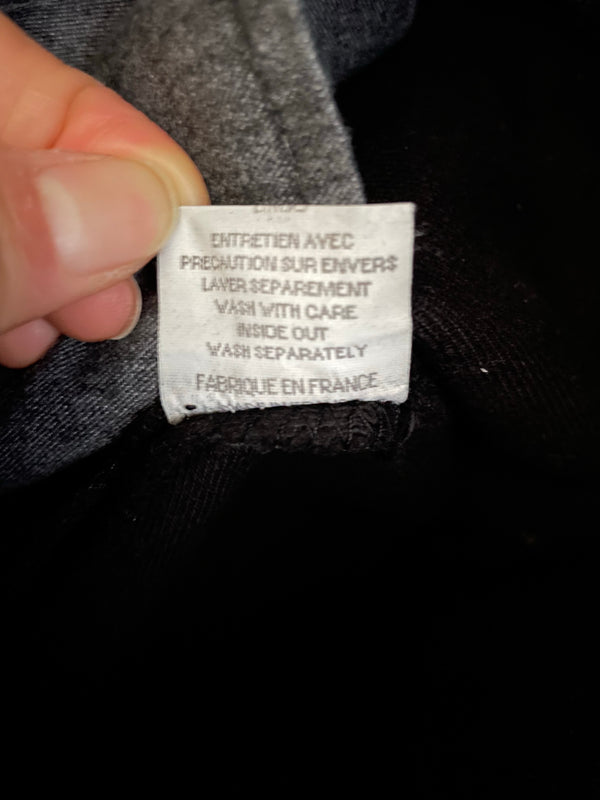 ENTRETIEN AVEC
PRECAUTION SUR ENVERS
LAVER SEPAREMENT
WASH WITH CARE
INSIDE OUT
WASH SEPARATELY
FABRIQUE EN FRANCE